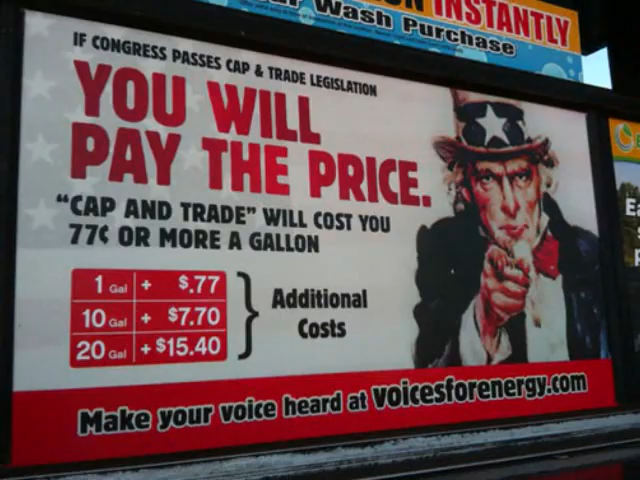 INSTANTLY
Wash Purchase
IF CONGRESS PASSES CAP & TRADE LEGISLATION
YOU WILL
PAY THE PRICE.
“CAP AND TRADE” WILL COST YOU
77¢ OR MORE A GALLON
1 Gal + $.77
10 Gal + $7.70
20 Gal + $15.40
Additional
Costs
Make your voice heard at voicesforenergy.com